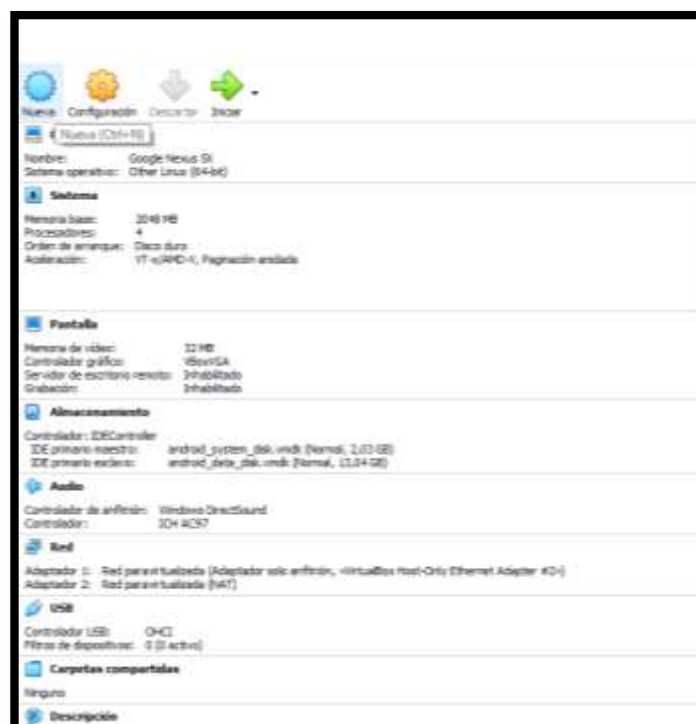 Nueva Configuración Descartar Iniciar
Nueva (Ctrl+N)
Nombre: Google Nexus 5X
Sistema operativo: Other Linux (64-bit)
Sistema
Memoria base: 2048 MB
Procesadores: 4
Orden de arranque: Disco duro
Aceleración: VT-x/AMD-V, Paginación anidada
Pantalla
Memoria de vídeo: 32 MB
Controlador gráfico: VBoxVGA
Servidor de escritorio remoto: Inhabilitado
Grabación: Inhabilitado
Almacenamiento
Controlador: IDEController
IDE primario maestro: android_system_disk.vmdk (Normal, 2,03 GB)
IDE primario esclavo: android_data_disk.vmdk (Normal, 13,04 GB)
Audio
Controlador de anfitrión: Windows DirectSound
Controlador: ICH AC97
Red
Adaptador 1: Red paravirtualizada (Adaptador solo anfitrión, «VirtualBox Host-Only Ethernet Adapter #2»)
Adaptador 2: Red paravirtualizada (NAT)
USB
Controlador USB: OHCI
Filtros de dispositivos: 0 (0 activo)
Carpetas compartidas
Ninguno
Descripción